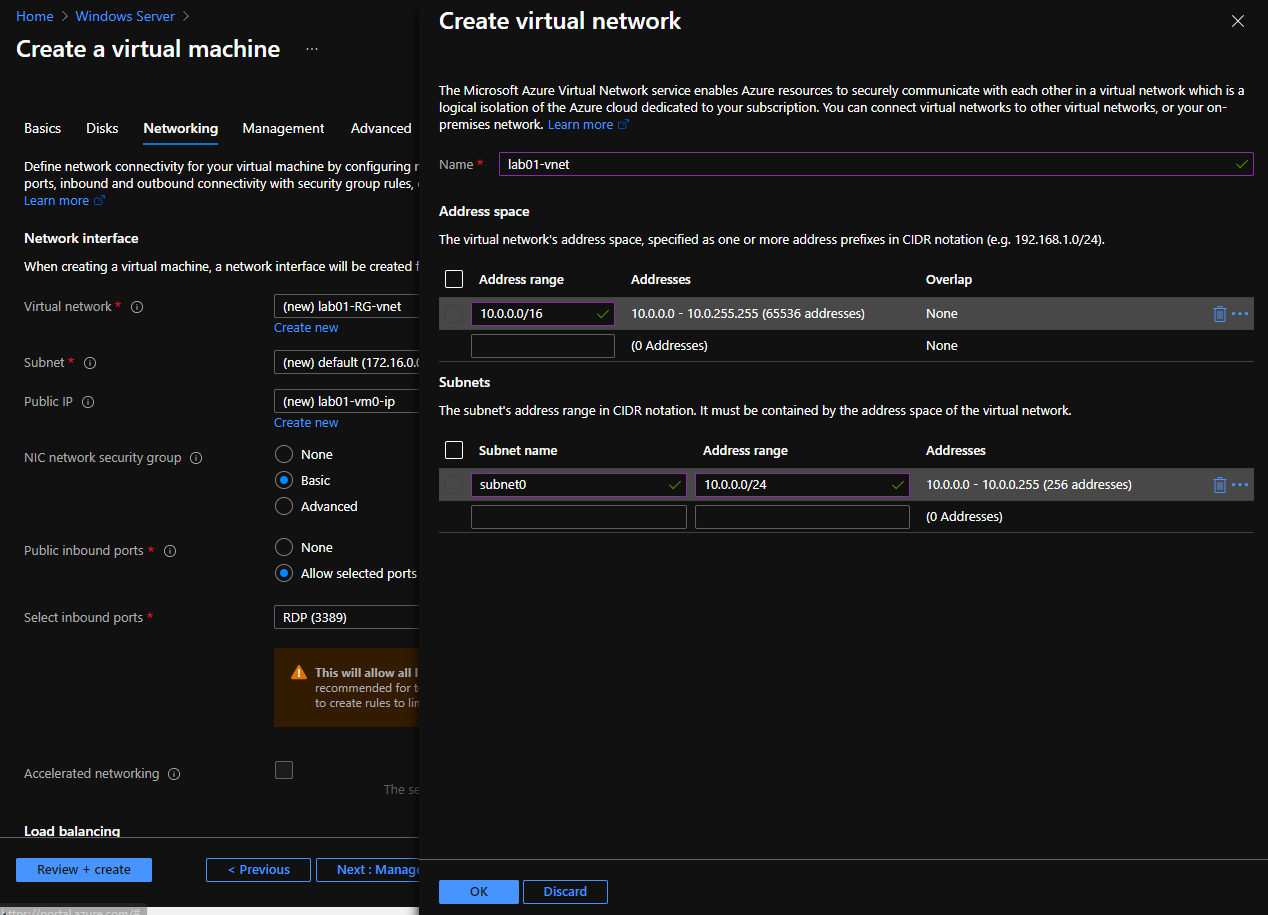 Home > Windows Server >
Create a virtual machine ...
Basics Disks Networking Management Advanced
Define network connectivity for your virtual machine by configuring
ports, inbound and outbound connectivity with security group rules,
Learn more
Network interface
When creating a virtual machine, a network interface will be created
Virtual network *
(new) lab01-RG-vnet
Create new
Subnet *
(new) default (172.16.0.0
Public IP
(new) lab01-vm0-ip
Create new
NIC network security group
None
Basic
Advanced
Public inbound ports *
None
Allow selected ports
Select inbound ports *
RDP (3389)
This will allow all
recommended for
to create rules to
Accelerated networking
The
Load balancing
Review + create
< Previous
Next : Manage
https://portal.azure.com/#
Create virtual network
The Microsoft Azure Virtual Network service enables Azure resources to securely communicate with each other in a virtual network which is a
logical isolation of the Azure cloud dedicated to your subscription. You can connect virtual networks to other virtual networks, or your on-
premises network. Learn more
Name *
lab01-vnet
Address space
The virtual network's address space, specified as one or more address prefixes in CIDR notation (e.g. 192.168.1.0/24).
Address range Addresses Overlap
10.0.0.0/16 10.0.0.0 - 10.0.255.255 (65536 addresses) None
(0 Addresses) None
Subnets
The subnet's address range in CIDR notation. It must be contained by the address space of the virtual network.
Subnet name Address range Addresses
subnet0 10.0.0.0/24 10.0.0.0 - 10.0.0.255 (256 addresses)
(0 Addresses)
OK
Discard